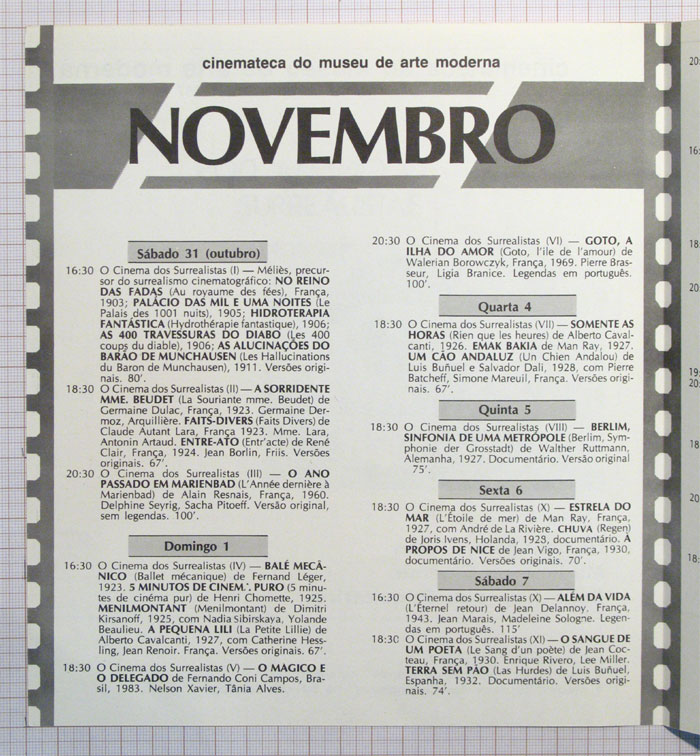 cinemateca do museu de arte moderna
NOVEMBRO
Sábado 31 (outubro)
16:30 O Cinema dos Surrealistas (I) — Méliès, precur-
sor do surrealismo cinematográfico: NO REINO
DAS FADAS (Au royaume des fées), França,
1903; PALÁCIO DAS MIL E UMA NOITES (Le
Palais des 1001 nuits), 1905; HIDROTERAPIA
FANTÁSTICA (Hydrothérapie fantastique), 1906;
AS 400 TRAVESSURAS DO DIABO (Les 400
coups du diable), 1906; AS ALUCINAÇÕES DO
BARÃO DE MUNCHAUSEN (Les Hallucinations
du Baron de Munchausen), 1911. Versões origi-
nais. 80'.
18:30 O Cinema dos Surrealistas (II) — A SORRIDENTE
MME. BEUDET (La Souriante mme. Beudet) de
Germaine Dulac, França, 1923. Germaine Der-
moz, Arquillière. FAITS-DIVERS (Faits Divers) de
Claude Autant Lara, França 1923. Mme. Lara,
Antonin Artaud. ENTRE-ATO (Entr'acte) de René
Clair, França, 1924. Jean Borlin, Friis. Versões
originais. 67'.
20:30 O Cinema dos Surrealistas (III) — O ANO
PASSADO EM MARIENBAD (L'Année dernière à
Marienbad) de Alain Resnais, França, 1960.
Delphine Seyrig, Sacha Pitoeff. Versão original,
sem legendas. 100'.
Domingo 1
16:30 O Cinema dos Surrealistas (IV) — BALÉ MECÂ-
NICO (Ballet mécanique) de Fernand Léger,
1923. 5 MINUTOS DE CINEM. PURO (5 minu-
tes de cinéma pur) de Henri Chomette, 1925.
MENILMONTANT (Menilmontant) de Dimitri
Kirsanoff, 1925, com Nadia Sibirskaya, Yolande
Beaulieu. A PEQUENA LILI (La Petite Lillie) de
Alberto Cavalcanti, 1927, com Catherine Hess-
ling, Jean Renoir. França. Versões originais. 67'.
18:30 O Cinema dos Surrealistas (V) — O MAGICO E
O DELEGADO de Fernando Coni Campos, Bra-
sil, 1983. Nelson Xavier, Tânia Alves.
20:30 O Cinema dos Surrealistas (VI) — GOTO, A
ILHA DO AMOR (Goto, l'ile de l'amour) de
Walerian Borowczyk, França, 1969. Pierre Bras-
seur, Ligia Branice. Legendas em português.
100'.
Quarta 4
18:30 O Cinema dos Surrealistas (VII) — SOMENTE AS
HORAS (Rien que les heures) de Alberto Caval-
canti, 1926. EMAK BAKIA de Man Ray, 1927.
UM CÃO ANDALUZ (Un Chien Andalou) de
Luis Buñuel e Salvador Dali, 1928, com Pierre
Batcheff, Simone Mareuil, França. Versões origi-
nais. 67'.
Quinta 5
18:30 O Cinema dos Surrealistas (VIII) — BERLIM,
SINFONIA DE UMA METRÓPOLE (Berlim, Sym-
phonie der Grosstadt) de Walther Ruttmann,
Alemanha, 1927. Documentário. Versão original
75'.
Sexta 6
18:30 O Cinema dos Surrealistas (X) — ESTRELA DO
MAR (L'Étoile de mer) de Man Ray, França,
1927, com André de La Rivière. CHUVA (Regen)
de Joris Ivens, Holanda, 1928, documentário. À
PROPOS DE NICE de Jean Vigo, França, 1930,
documentário. Versões originais. 70'.
Sábado 7
16:30 O Cinema dos Surrealistas (X) — ALÉM DA VIDA
(L'Éternel retour) de Jean Delannoy. França,
1943. Jean Marais, Madeleine Sologne. Legen-
das em português. 115'
18:30 O Cinema dos Surrealistas (XI) — O SANGUE DE
UM POETA (Le Sang d'un poète) de Jean Coc-
teau, França, 1930. Enrique Rivero, Lee Miller.
TERRA SEM PÃO (Las Hurdes) de Luis Buñuel,
Espanha, 1932. Documentário. Versões origi-
nais. 74'.